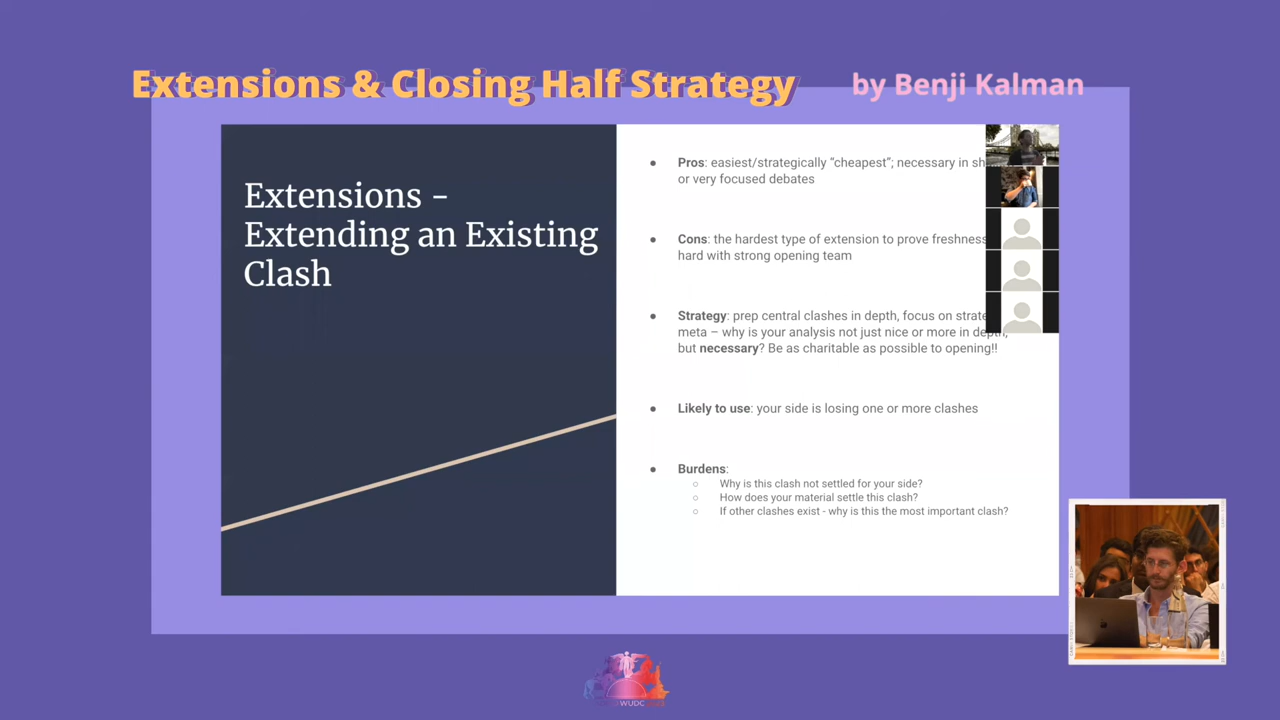 Extensions & Closing Half Strategy
by Benji Kalman
Extensions -
Extending an Existing
Clash
● Pros: easiest/strategically “cheapest”; necessary in
or very focused debates
● Cons: the hardest type of extension to prove freshness
hard with strong opening team
● Strategy: prep central clashes in depth, focus on
meta – why is your analysis not just nice or more in depth,
but necessary? Be as charitable as possible to opening!!
● Likely to use: your side is losing one or more clashes
● Burdens:
○ Why is this clash not settled for your side?
○ How does your material settle this clash?
○ If other clashes exist - why is this the most important clash?
WUDC